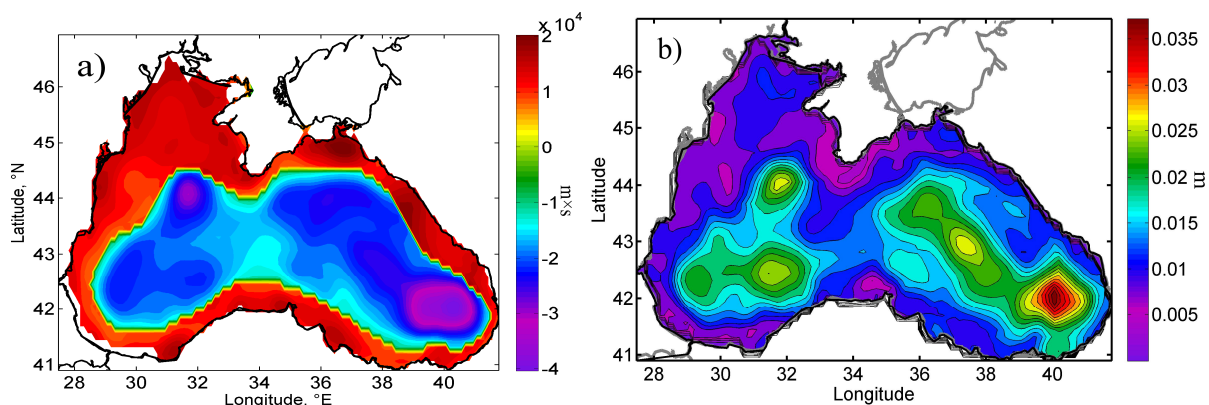 a)
Latitude, °N
46
45
44
43
42
41
28 30 32 34 36 38 40
Longitude, °E
x 10⁴
2
1
0
-1
-2
-3
-4
m×s
b)
Latitude
46
45
44
43
42
41
28 30 32 34 36 38 40
Longitude
0.035
0.03
0.025
0.02
0.015
0.01
0.005
m